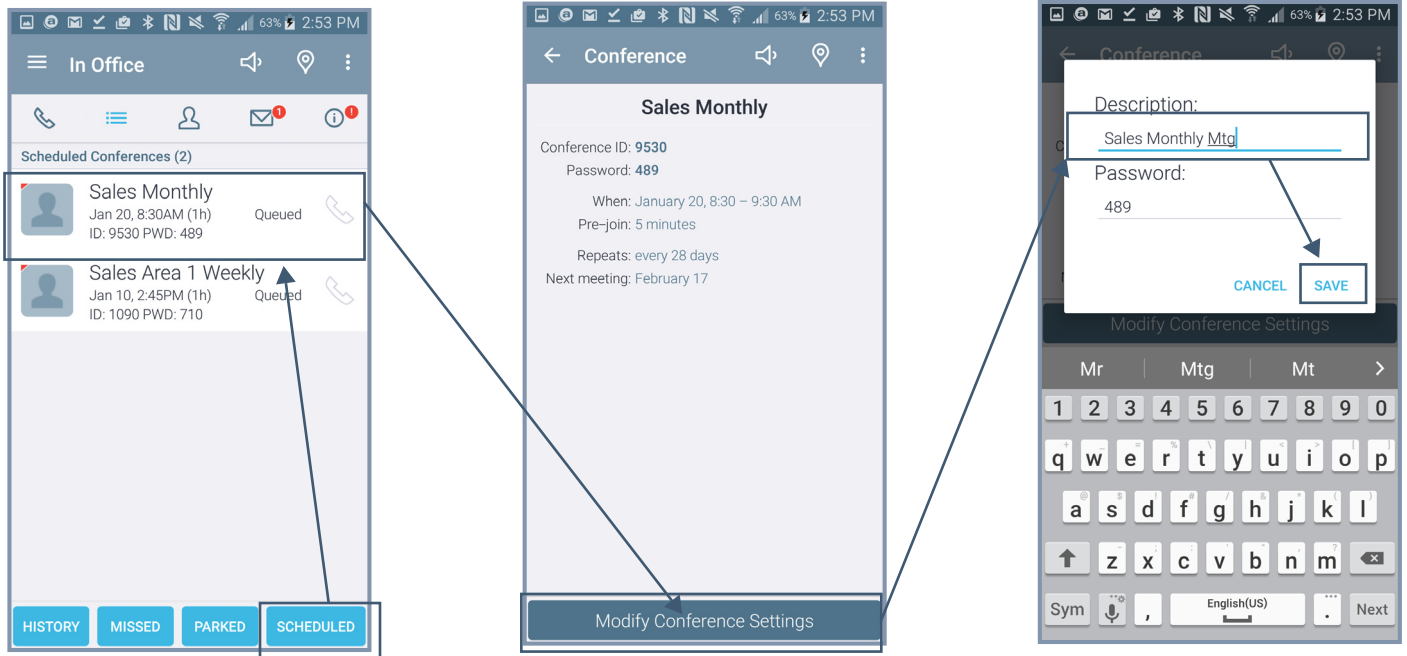 63% 2:53 PM
In Office
1
!
Scheduled Conferences (2)
Sales Monthly
Jan 20, 8:30AM (1h) Queued
ID: 9530 PWD: 489
Sales Area 1 Weekly
Jan 10, 2:45PM (1h) Queued
ID: 1090 PWD: 710
HISTORY MISSED PARKED SCHEDULED
63% 2:53 PM
Conference
Sales Monthly
Conference ID: 9530
Password: 489
When: January 20, 8:30 – 9:30 AM
Pre-join: 5 minutes
Repeats: every 28 days
Next meeting: February 17
Modify Conference Settings
63% 2:53 PM
Conference
Description:
Sales Monthly Mtg
Password:
489
CANCEL SAVE
Modify Conference Settings
Mr Mtg Mt >
1 2 3 4 5 6 7 8 9 0
q w e r t y u i o p
a s d f g h j k l
z x c v b n m
Sym , English(US) . Next